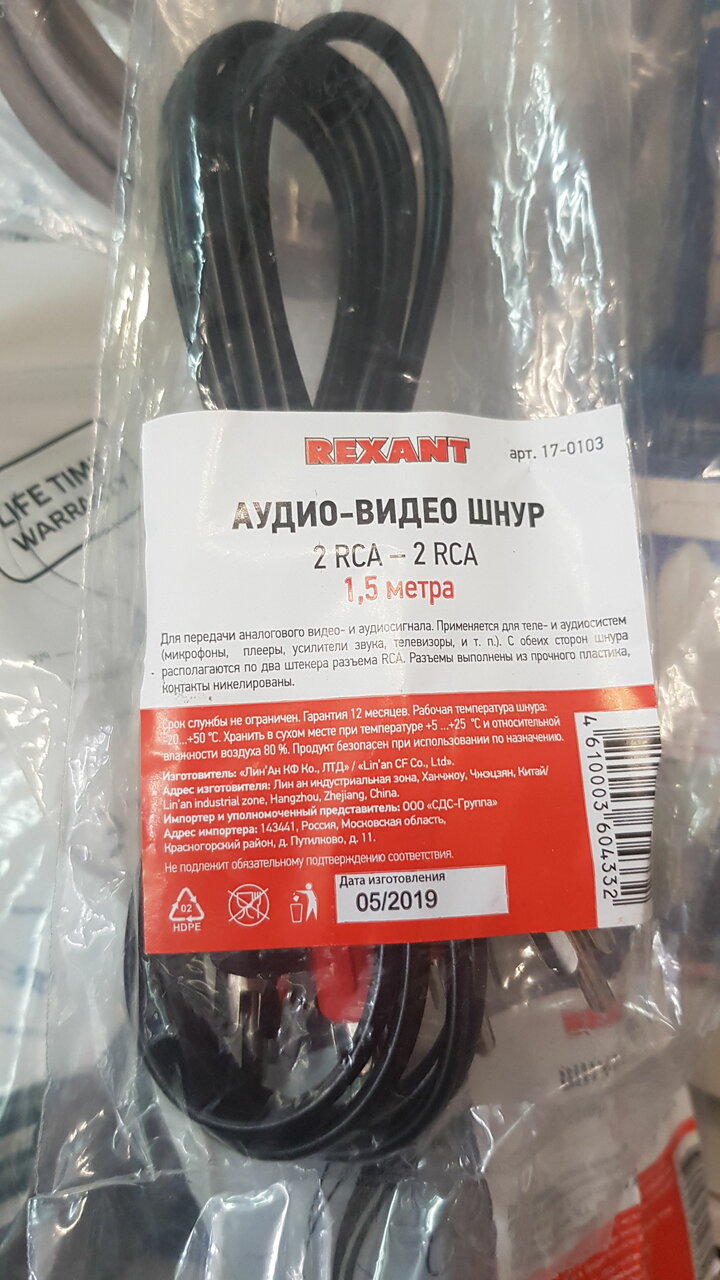 REXANT
арт. 17-0103
АУДИО-ВИДЕО ШНУР
2 RCA – 2 RCA
1,5 метра
Для передачи аналогового видео- и аудиосигнала. Применяется для теле- и аудиосистем
(микрофоны, плееры, усилители звука, телевизоры, и т. п.). С обеих сторон шнура
располагаются по два штекера разъема RCA. Разъемы выполнены из прочного пластика,
контакты никелированы.
Срок службы не ограничен. Гарантия 12 месяцев. Рабочая температура шнура:
-20...+50 °C. Хранить в сухом месте при температуре +5 ...+25 °C и относительной
влажности воздуха 80 %. Продукт безопасен при использовании по назначению.
Изготовитель: «Лин'Ан КФ Ко., ЛТД» / «Lin'an CF Co., Ltd».
Адрес изготовителя: Лин ан индустриальная зона, Ханчжоу, Чжэцзян, Китай/
Lin'an industrial zone, Hangzhou, Zhejiang, China.
Импортер и уполномоченный представитель: ООО «СДС-Группа»
Адрес импортера: 143441, Россия, Московская область,
Красногорский район, д. Путилково, д. 11.
Не подлежит обязательному подтверждению соответствия.
Дата изготовления
05/2019
02
HDPE
4 610003 604332
LIFE TIME
WARRANTY